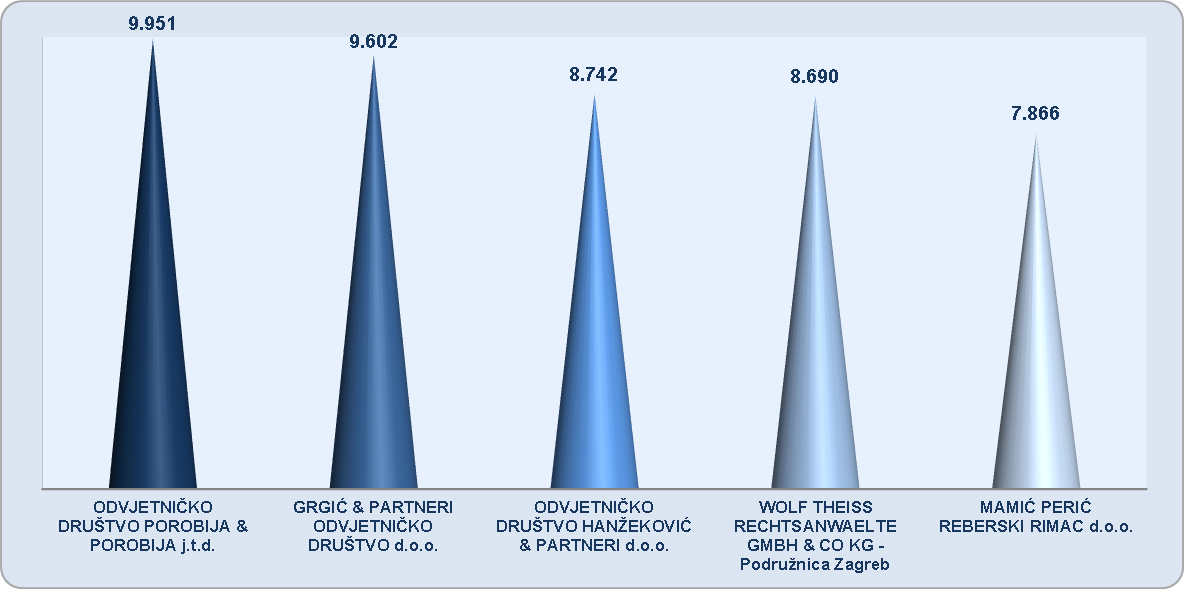 9.951
9.602
8.742
8.690
7.866
ODVJETNIČKO
DRUŠTVO POROBIJA &
POROBIJA j.t.d.
GRGIĆ & PARTNERI
ODVJETNIČKO
DRUŠTVO d.o.o.
ODVJETNIČKO
DRUŠTVO HANŽEKOVIĆ
& PARTNERI d.o.o.
WOLF THEISS
RECHTSANWAELTE
GMBH & CO KG -
Podružnica Zagreb
MAMIĆ PERIĆ
REBERSKI RIMAC d.o.o.